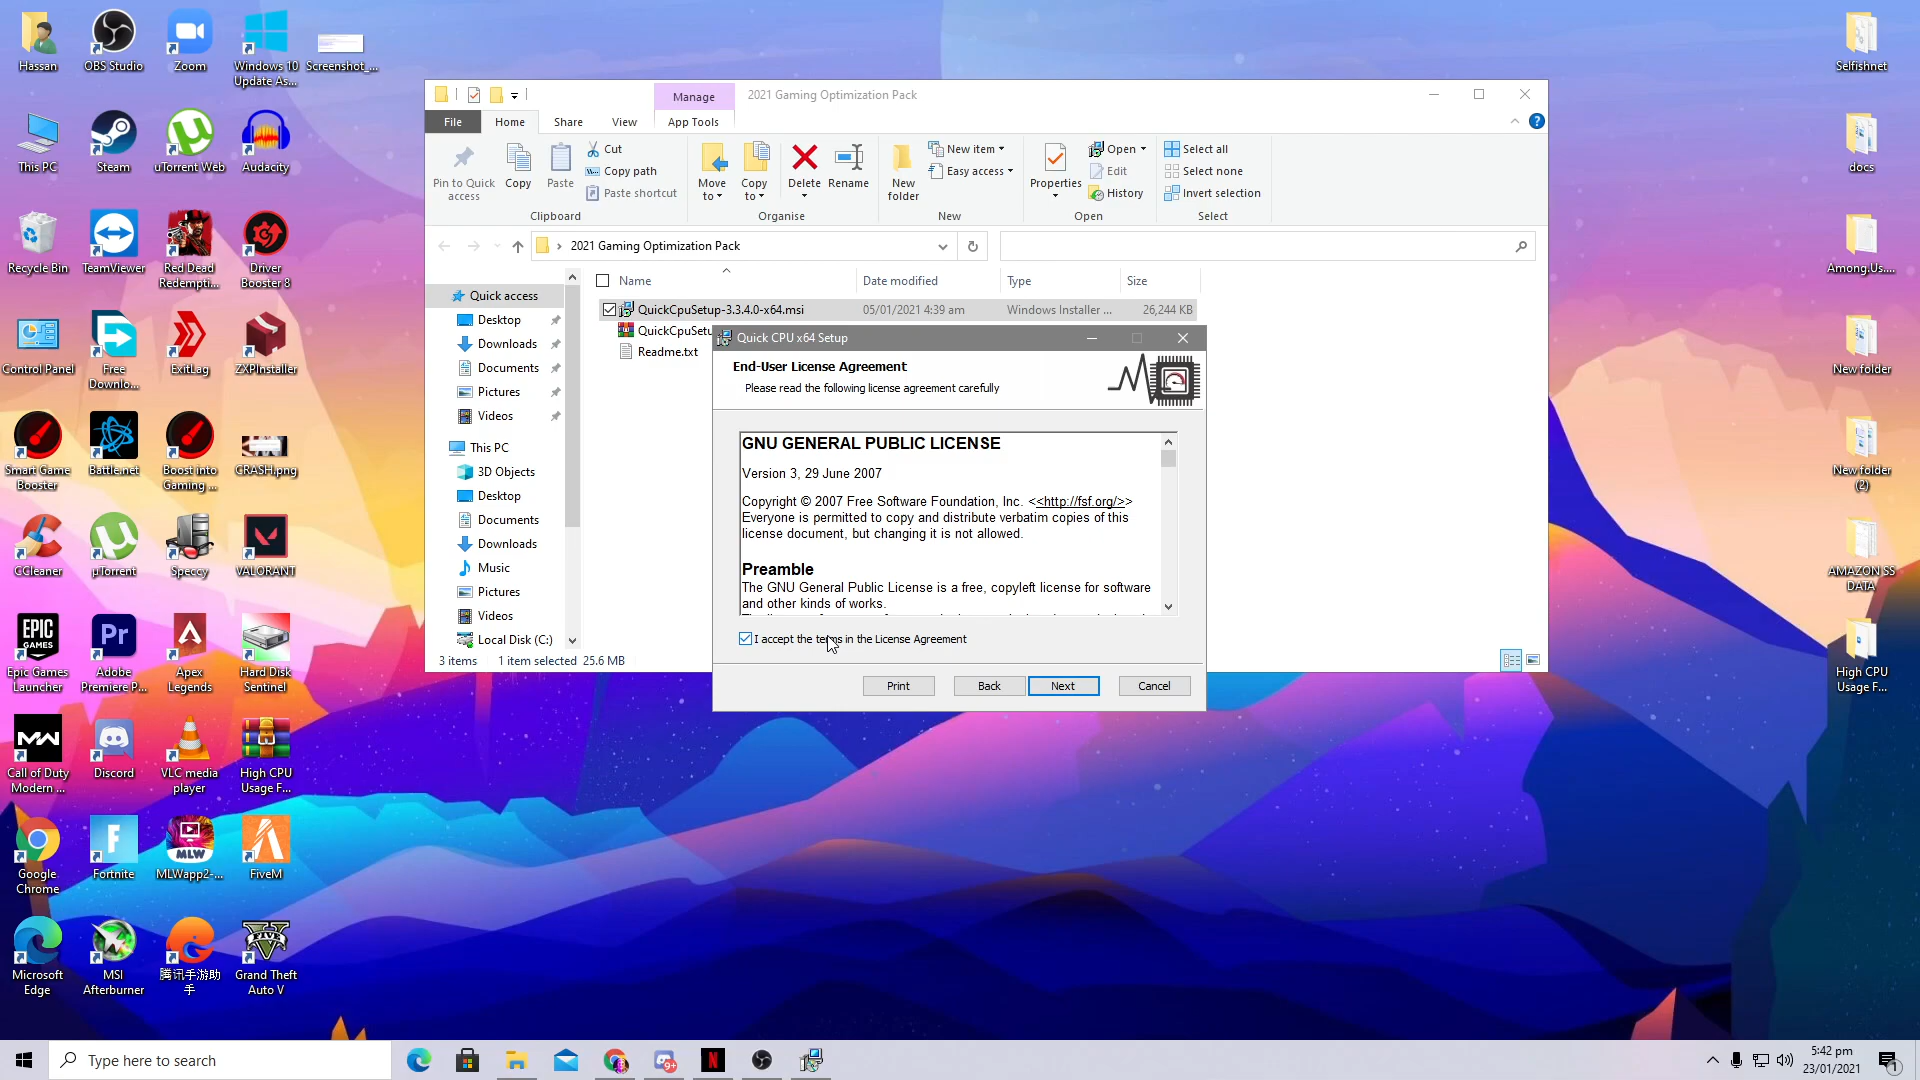 Hassan
OBS Studio
Zoom
Windows 10
Update As...
Screenshot_...
This PC
Steam
uTorrent Web
Audacity
Recycle Bin
TeamViewer
Red Dead
Redempti...
Driver
Booster 8
Control Panel
Free
Downlo...
ExitLag
ZXPInstaller
Smart Game
Booster
Battle.net
Boost into
Gaming ...
CRASH.png
CCleaner
µTorrent
Speccy
VALORANT
EPIC
GAMES
Epic Games
Launcher
Pr
Adobe
Premiere P...
Apex
Legends
Hard Disk
Sentinel
MW
Call of Duty
Modern ...
Discord
VLC media
player
High CPU
Usage F...
Google
Chrome
Fortnite
MLW
MLWapp2-...
FiveM
Microsoft
Edge
MSI
Afterburner
腾讯手游助
手
FIVE
Grand Theft
Auto V
Manage
2021 Gaming Optimization Pack
File
Home
Share
View
App Tools
Pin to Quick
access
Copy
Paste
Cut
Copy path
Paste shortcut
Clipboard
Move
to
Copy
to
Delete
Rename
Organise
New
folder
New item
Easy access
New
Properties
Open
Edit
History
Open
Select all
Select none
Invert selection
Select
2021 Gaming Optimization Pack
Name
Date modified
Type
Size
Quick access
Desktop
Downloads
Documents
Pictures
Videos
This PC
3D Objects
Desktop
Documents
Downloads
Music
Pictures
Videos
Local Disk (C:)
QuickCpuSetup-3.3.4.0-x64.msi
05/01/2021 4:39 am
Windows Installer ...
26,244 KB
QuickCpuSetu
Readme.txt
3 items
1 item selected
25.6 MB
Quick CPU x64 Setup
End-User License Agreement
Please read the following license agreement carefully
GNU GENERAL PUBLIC LICENSE
Version 3, 29 June 2007
Copyright © 2007 Free Software Foundation, Inc. <<http://fsf.org/>>
Everyone is permitted to copy and distribute verbatim copies of this
license document, but changing it is not allowed.
Preamble
The GNU General Public License is a free, copyleft license for software
and other kinds of works.
I accept the terms in the License Agreement
Print
Back
Next
Cancel
Selfishnet
docs
Among.Us....
New folder
New folder
(2)
AMAZON SS
DATA
High CPU
Usage F...
Type here to search
9+
N
5:42 pm
23/01/2021
1